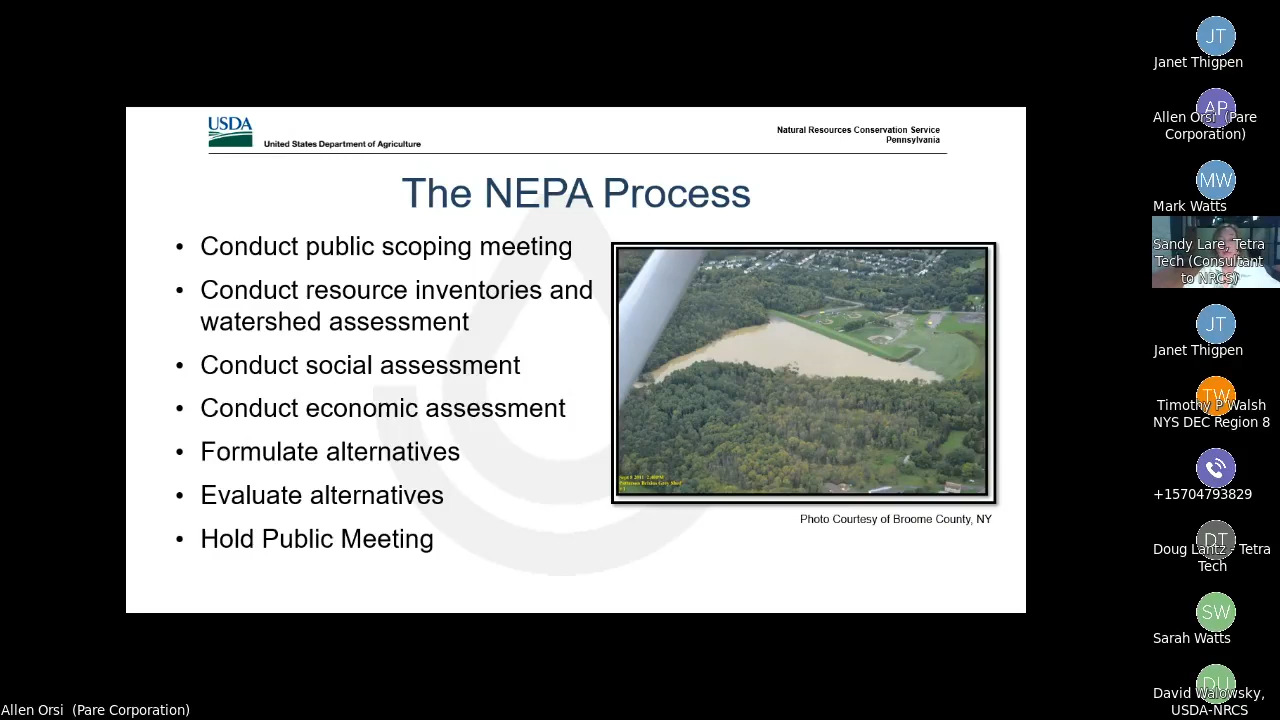 USDA
United States Department of Agriculture
Natural Resources Conservation Service
Pennsylvania
The NEPA Process
• Conduct public scoping meeting
• Conduct resource inventories and
watershed assessment
• Conduct social assessment
• Conduct economic assessment
• Formulate alternatives
• Evaluate alternatives
• Hold Public Meeting
Photo Courtesy of Broome County, NY
JT
Janet Thigpen
AP
Allen Orsi (Pare
Corporation)
MW
Mark Watts
Sandy Lare, Tetra
Tech (Consultant
to NRCS)
JT
Janet Thigpen
TW
Timothy P Walsh
NYS DEC Region 8
+15704793829
DT
Doug Lantz - Tetra
Tech
SW
Sarah Watts
DU
David Walowsky,
USDA-NRCS
Allen Orsi (Pare Corporation)